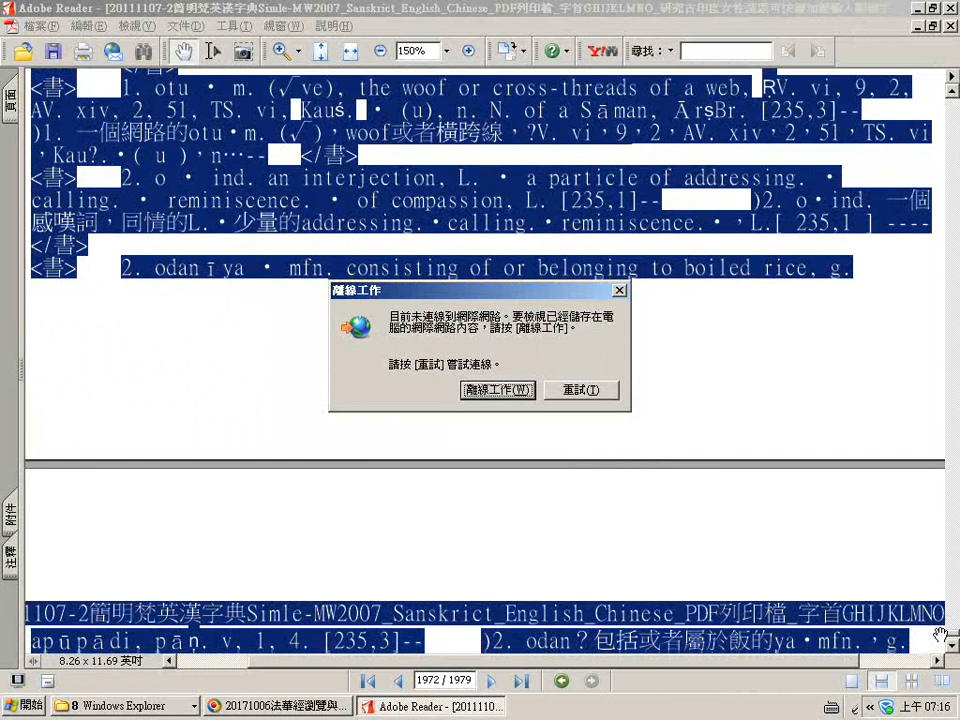 Adobe Reader - [20111107-2簡明梵英漢字典Simle-MW2007_Sanskrict_English_Chinese_PDF列印檔_字首GHIJKLMNO_
檔案(F) 編輯(E) 檢視(V) 文件(D) 工具(T) 視窗(W) 說明(H)
150% Y! 尋找:
頁面
<書> 1. otu • m. (√ve), the woof or cross-threads of a web, RV. vi, 9, 2,
AV. xiv, 2, 51, TS. vi, Kauś. • (u), n. N. of a Sāman, ĀrṣBr. [235,3]--
)1. 一個網路的otu•m. (√)，woof或者橫跨線，?V. vi，9，2，AV. xiv，2，51，TS. vi
，Kau?.•( u )，n…-- </書>
<書> 2. o • ind. an interjection, L. • a particle of addressing. •
calling. • reminiscence. • of compassion, L. [235,1]-- )2. o•ind. 一個
感嘆詞，同情的L.•少量的addressing.•calling.•reminiscence.•，L.[ 235,1 ] ----
</書>
<書> 2. odanīya • mfn. consisting of or belonging to boiled rice, g.
離線工作
目前未連線到網際網路。要檢視已經儲存在電
腦的網際網路內容，請按 [離線工作]。
請按 [重試] 嘗試連線。
離線工作(W) 重試(T)
附件
注釋
1107-2簡明梵英漢字典Simle-MW2007_Sanskrict_English_Chinese_PDF列印檔_字首GHIJKLMNO
apūpādi, pāṇ. v, 1, 4. [235,3]-- )2. odan？包括或者屬於飯的ya•mfn.，g.
8.26 x 11.69 英吋
1972 / 1979
開始 8 Windows Explorer 20171006法華經瀏覽與... Adobe Reader - [2011110... 上午 07:16